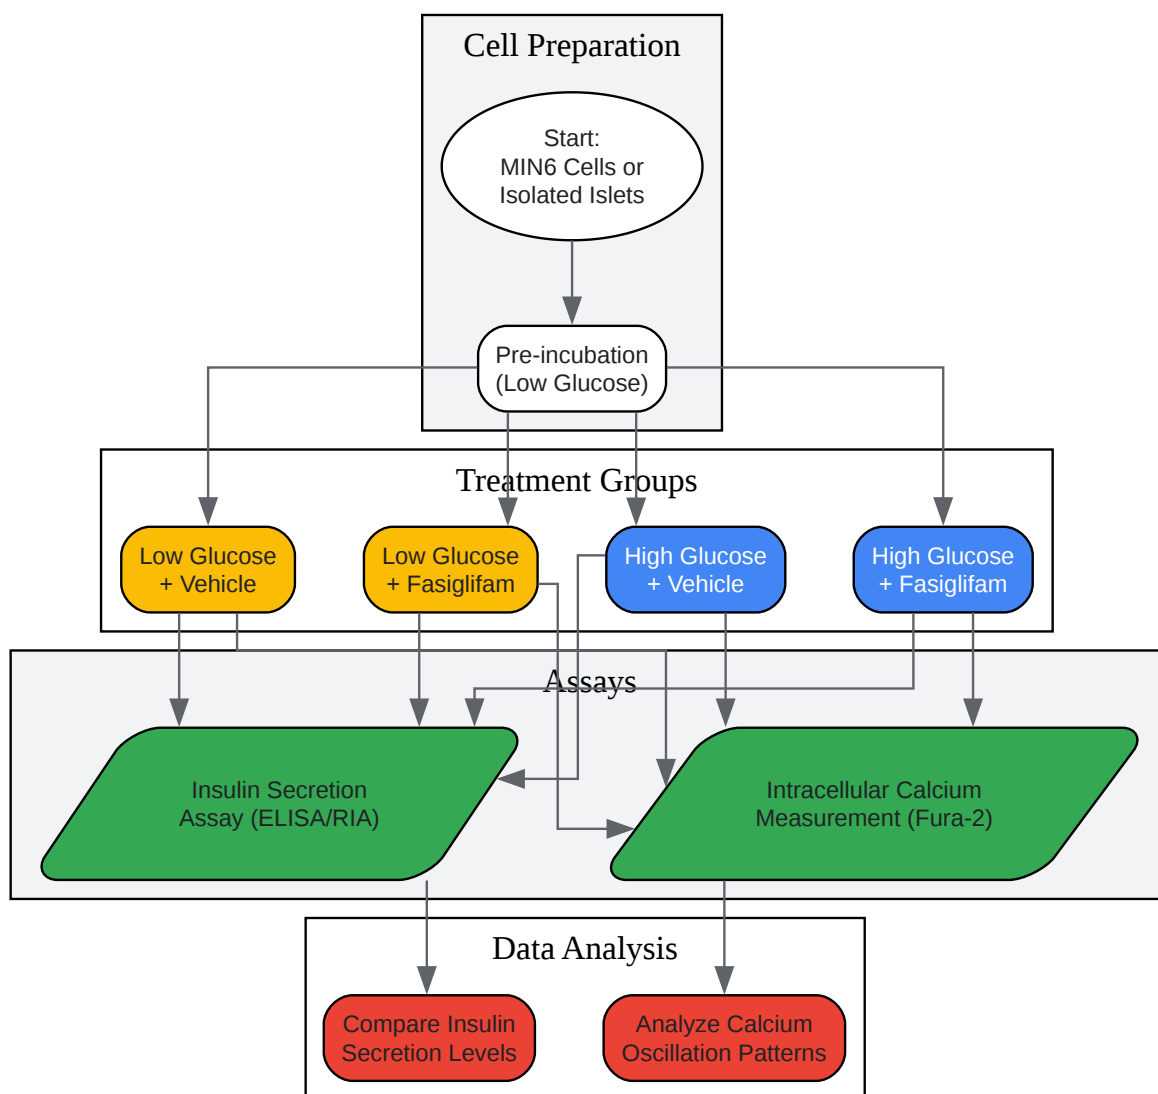 Cell Preparation
Start:
MIN6 Cells or
Isolated Islets
Pre-incubation
(Low Glucose)
Treatment Groups
Low Glucose
+ Vehicle
Low Glucose
+ Fasiglifam
High Glucose
+ Vehicle
High Glucose
+ Fasiglifam
Assays
Insulin Secretion
Assay (ELISA/RIA)
Intracellular Calcium
Measurement (Fura-2)
Data Analysis
Compare Insulin
Secretion Levels
Analyze Calcium
Oscillation Patterns